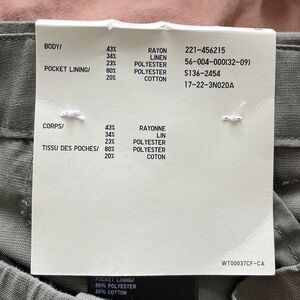 BODY/ 43% RAYON 221-456215
34% LINEN 56-004-000(32-09)
23% POLYESTER S136-2454
POCKET LINING/ 80% POLYESTER 17-22-3N020A
20% COTTON
CORPS/ 43% RAYONNE
34% LIN
23% POLYESTER
TISSU DES POCHES/ 80% POLYESTER
20% COTON
WT00037CF-CA
POCKET LINING/
80% POLYESTER
20% COTTON